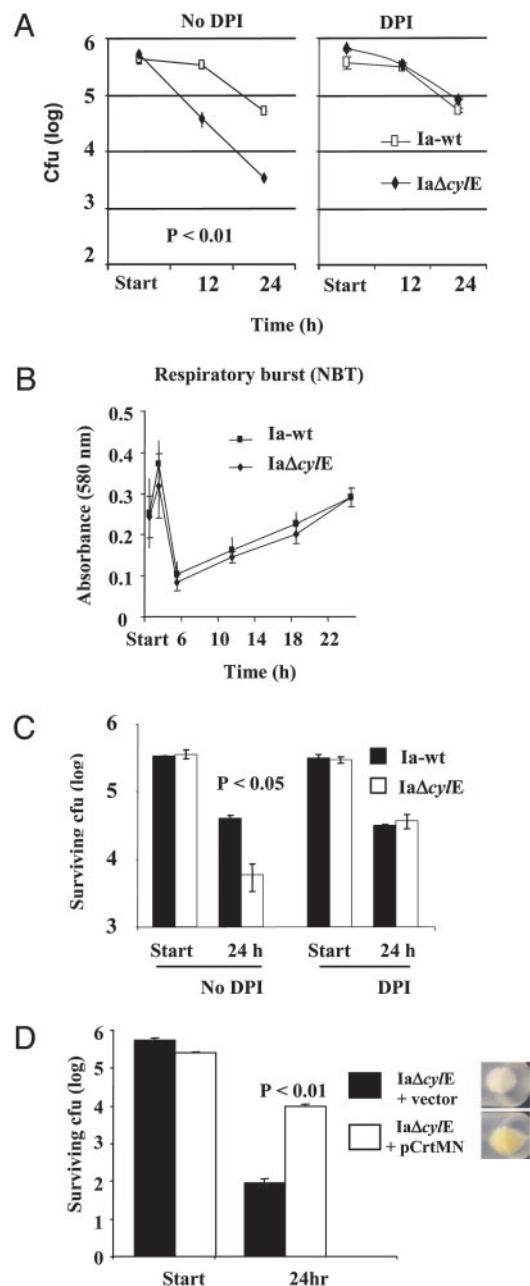 A
No DPI
DPI
Cfu (log)
6
5
4
3
2
Ia-wt
IaΔcylE
P < 0.01
Start
12
24
Start
12
24
Time (h)
B
Respiratory burst (NBT)
Absorbance (580 nm)
0.5
0.4
0.3
0.2
0.1
0
Ia-wt
IaΔcylE
Start 6 10 14 18 22
Time (h)
C
Surviving cfu (log)
6
5
4
3
P < 0.05
Ia-wt
IaΔcylE
Start 24 h Start 24 h
No DPI DPI
D
Surviving cfu (log)
6
5
4
3
2
1
0
P < 0.01
IaΔcylE
+ vector
IaΔcylE
+ pCrtMN
Start 24hr